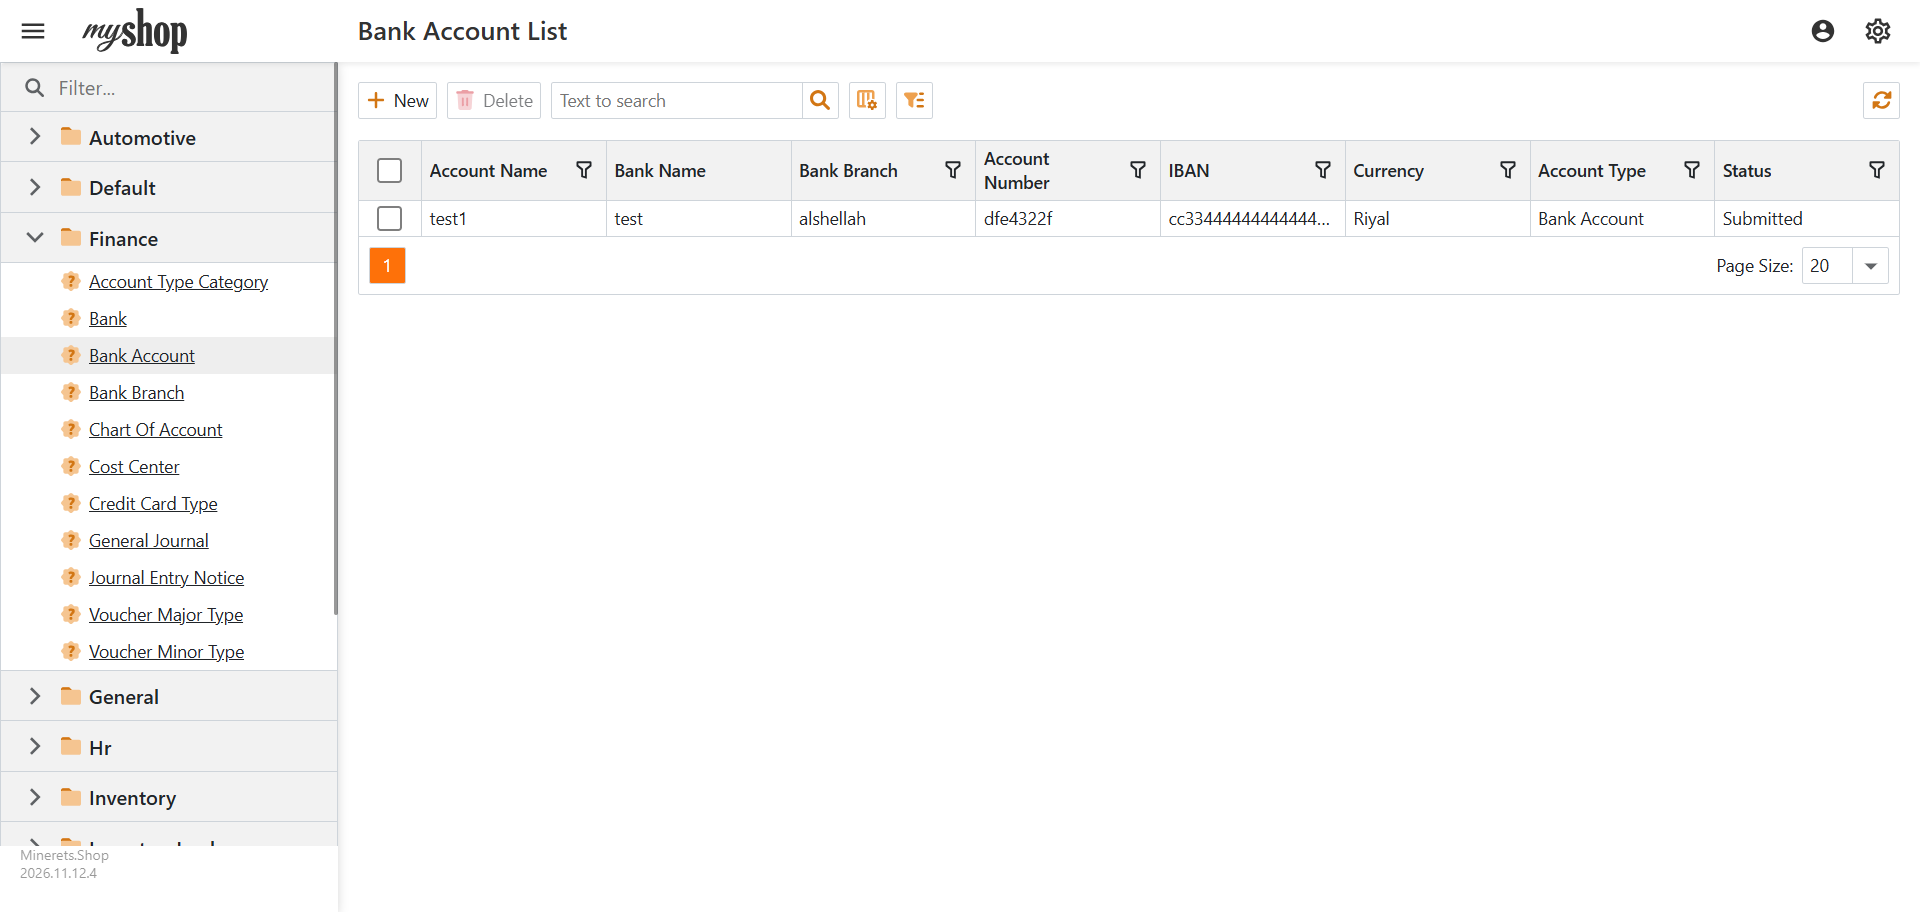 myshop
Bank Account List
Filter...
Automotive
Default
Finance
Account Type Category
Bank
Bank Account
Bank Branch
Chart Of Account
Cost Center
Credit Card Type
General Journal
Journal Entry Notice
Voucher Major Type
Voucher Minor Type
General
Hr
Inventory
Minerets.Shop
2026.11.12.4
New
Delete
Text to search
Account Name
Bank Name
Bank Branch
Account
Number
IBAN
Currency
Account Type
Status
test1
test
alshellah
dfe4322f
cc33444444444444...
Riyal
Bank Account
Submitted
1
Page Size:
20